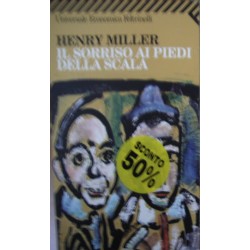 Universale Economica Feltrinelli
HENRY MILLER
IL SORRISO AI PIEDI
DELLA SCALA
SCONTO
50%